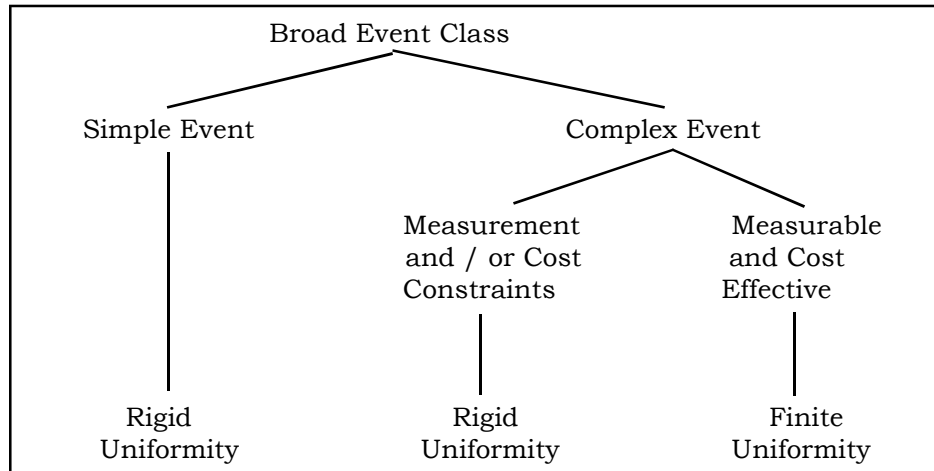 Broad Event Class
Simple Event
Complex Event
Measurement
and / or Cost
Constraints
Measurable
and Cost
Effective
Rigid
Uniformity
Rigid
Uniformity
Finite
Uniformity